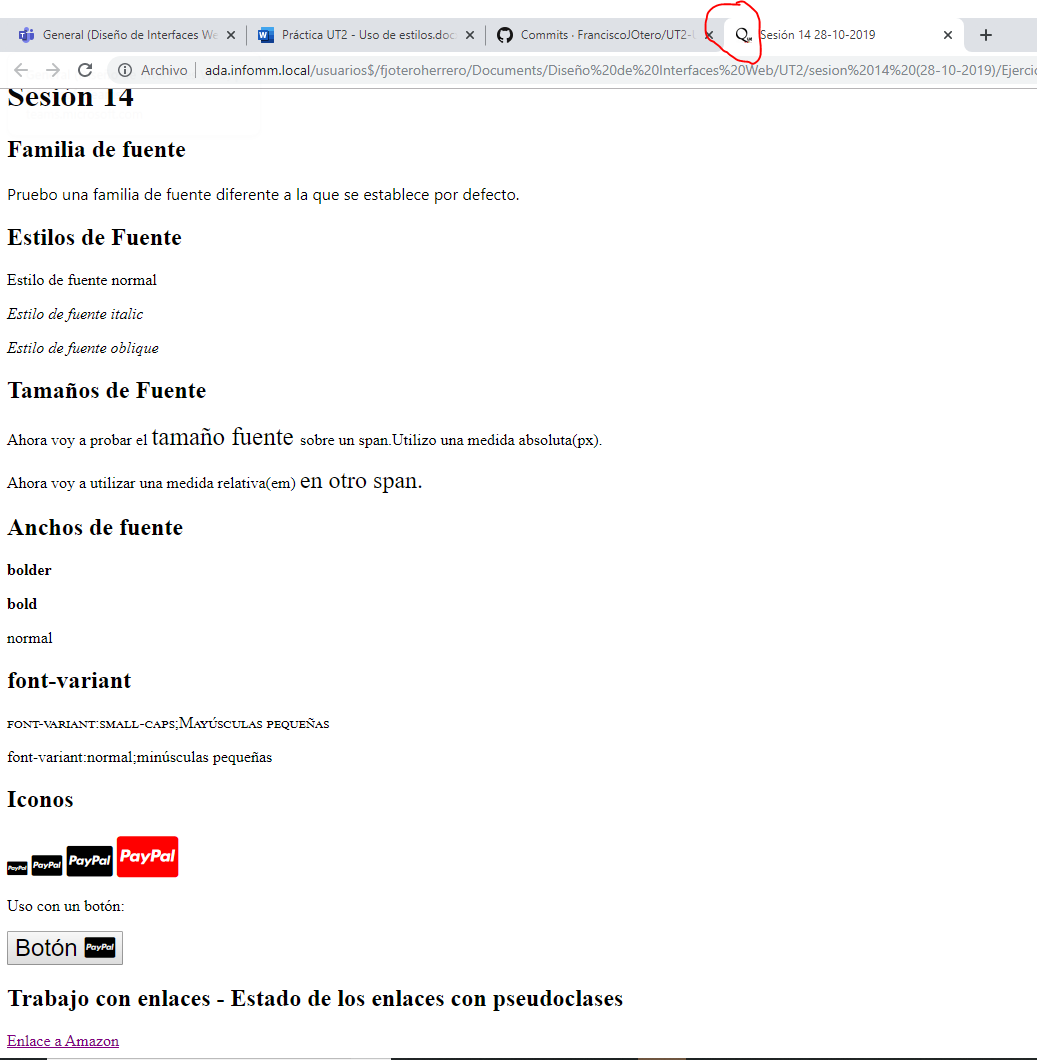 General (Diseño de Interfaces We
Práctica UT2 - Uso de estilos.doc
Commits · FranciscoJOtero/UT2-U
Sesión 14 28-10-2019
Archivo
ada.infomm.local/usuarios$/fjoteroherrero/Documents/Diseño%20de%20Interfaces%20Web/UT2/sesion%2014%20(28-10-2019)/Ejercic
Sesión 14
Familia de fuente
Pruebo una familia de fuente diferente a la que se establece por defecto.
Estilos de Fuente
Estilo de fuente normal
Estilo de fuente italic
Estilo de fuente oblique
Tamaños de Fuente
Ahora voy a probar el tamaño fuente sobre un span.Utilizo una medida absoluta(px).
Ahora voy a utilizar una medida relativa(em) en otro span.
Anchos de fuente
bolder
bold
normal
font-variant
font-variant:small-caps;Mayúsculas pequeñas
font-variant:normal;minúsculas pequeñas
Iconos
PayPal PayPal PayPal PayPal
Uso con un botón:
Botón PayPal
Trabajo con enlaces - Estado de los enlaces con pseudoclases
Enlace a Amazon